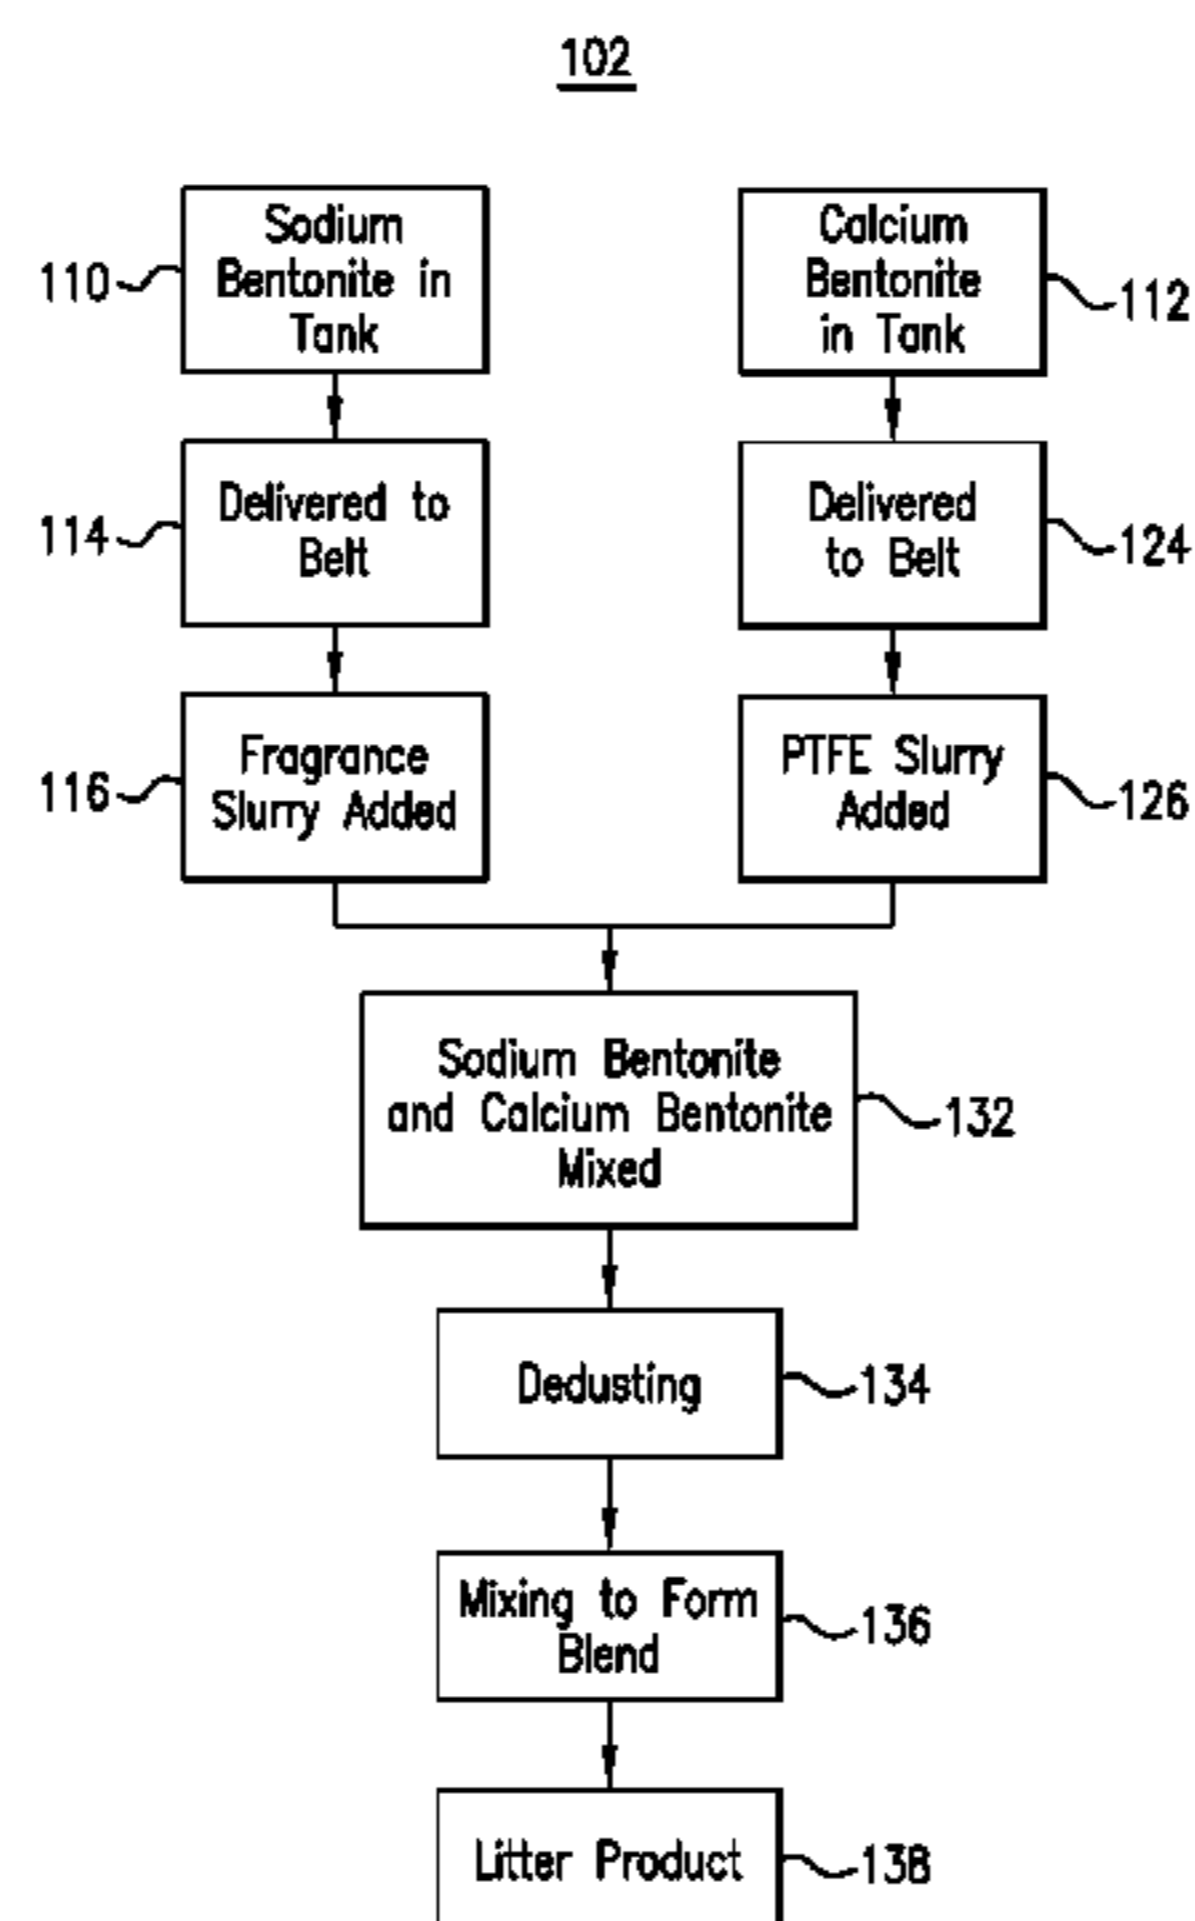 102
Sodium
Bentonite in
Tank
110
Calcium
Bentonite
in Tank
112
Delivered to
Belt
114
Delivered
to Belt
124
Fragrance
Slurry Added
116
PTFE Slurry
Added
126
Sodium Bentonite
and Calcium Bentonite
Mixed
132
Dedusting
134
Mixing to Form
Blend
136
Litter Product
138